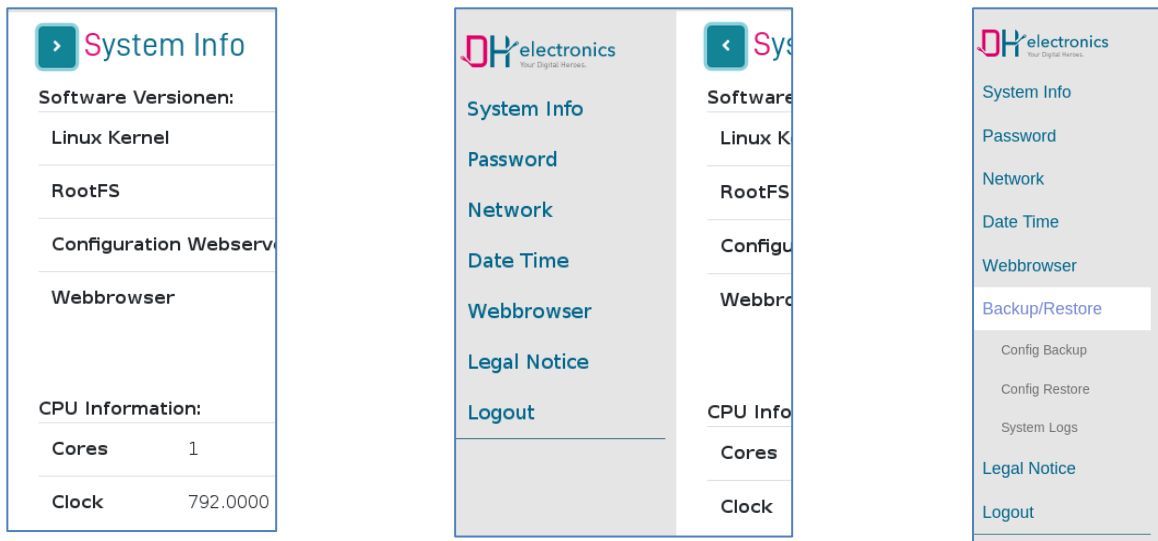 System Info
Software Versionen:
Linux Kernel
RootFS
Configuration Webserv
Webbrowser
CPU Information:
Cores 1
Clock 792.0000
DH electronics
Your Digital Heroes.
System Info
Password
Network
Date Time
Webbrowser
Legal Notice
Logout
Sys
Software
Linux K
RootFS
Configu
Webbro
CPU Info
Cores
Clock
DH electronics
Your Digital Heroes.
System Info
Password
Network
Date Time
Webbrowser
Backup/Restore
Config Backup
Config Restore
System Logs
Legal Notice
Logout